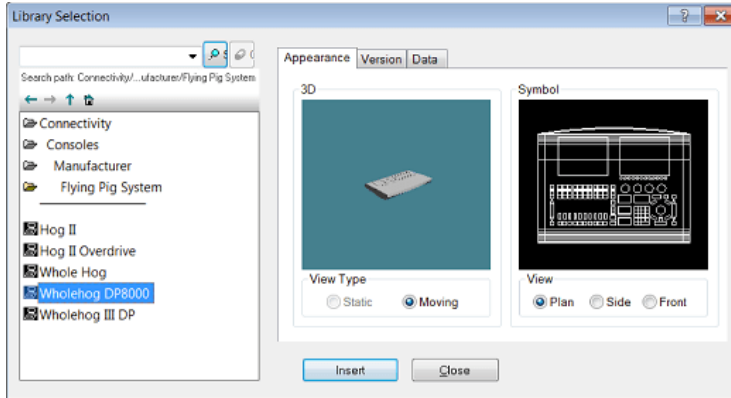 Library Selection
Search path: Connectivity/...ufacturer/Flying Pig System
Connectivity
Consoles
Manufacturer
Flying Pig System
Hog II
Hog II Overdrive
Whole Hog
Wholehog DP8000
Wholehog III DP
Appearance Version Data
3D
Symbol
View Type
Static Moving
View
Plan Side Front
Insert Close